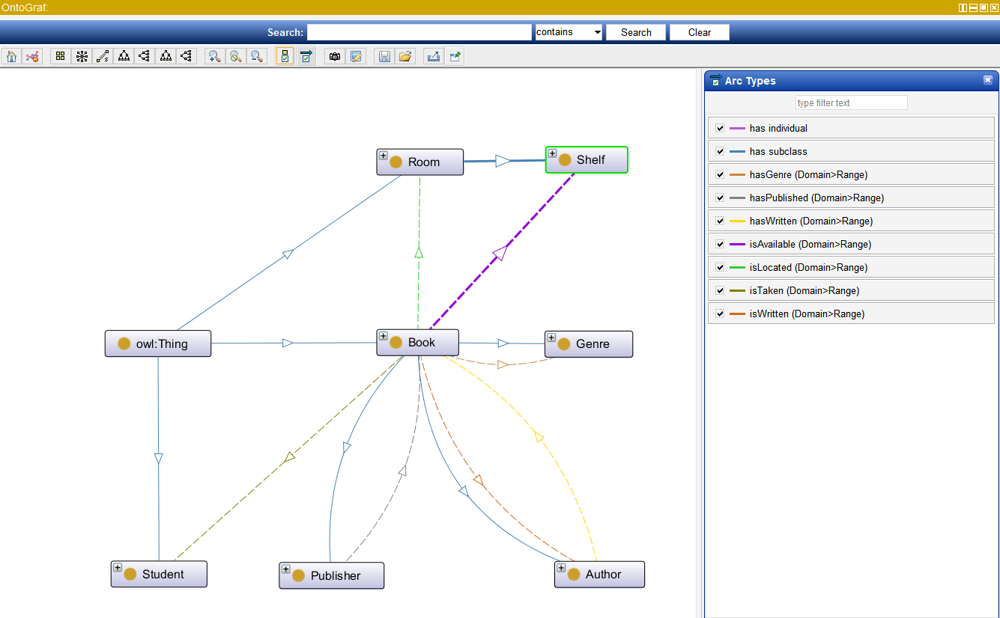 OntoGraf:
Search: contains Search Clear
Arc Types
type filter text
has individual
has subclass
hasGenre (Domain>Range)
hasPublished (Domain>Range)
hasWritten (Domain>Range)
isAvailable (Domain>Range)
isLocated (Domain>Range)
isTaken (Domain>Range)
isWritten (Domain>Range)
Room Shelf
owl:Thing Book Genre
Student Publisher Author